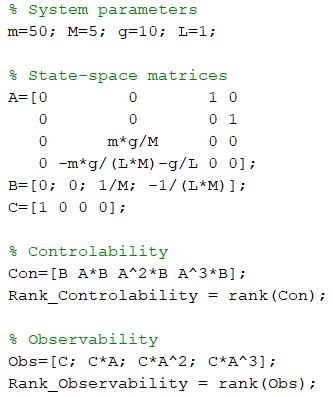 % System parameters
m=50; M=5; g=10; L=1;
% State-space matrices
A=[0 0 1 0
0 0 0 1
0 m*g/M 0 0
0 -m*g/(L*M)-g/L 0 0];
B=[0; 0; 1/M; -1/(L*M)];
C=[1 0 0 0];
% Controlability
Con=[B A*B A^2*B A^3*B];
Rank_Controlability = rank(Con);
% Observability
Obs=[C; C*A; C*A^2; C*A^3];
Rank_Observability = rank(Obs);